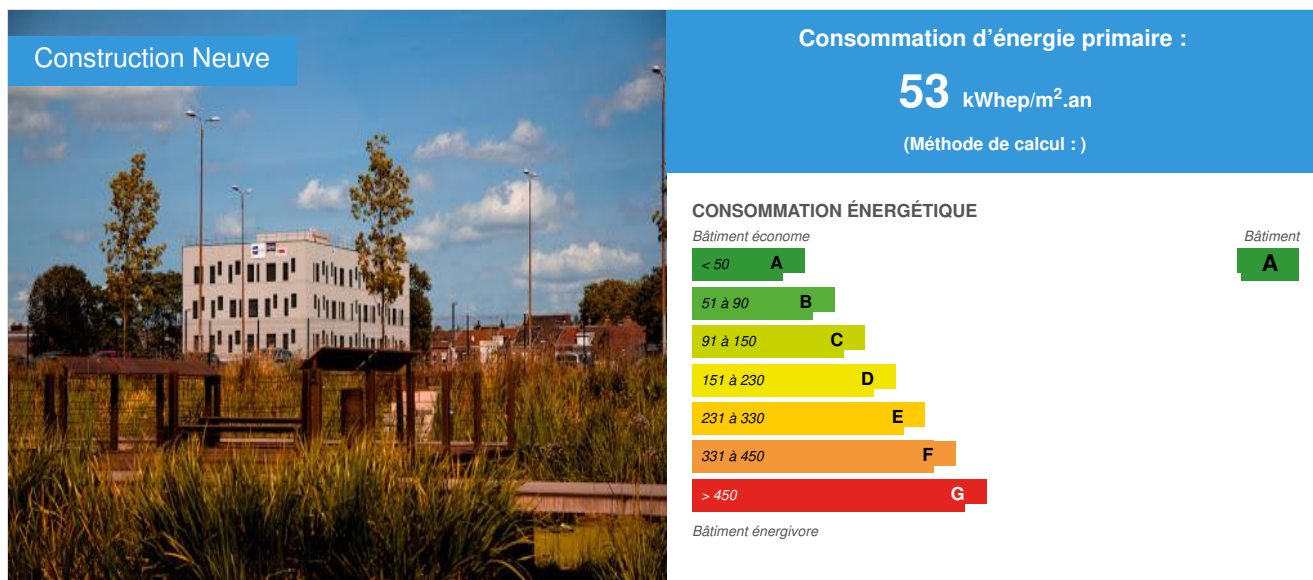 Construction Neuve
Consommation d’énergie primaire :
53 kWhep/m².an
(Méthode de calcul : )
CONSOMMATION ÉNERGÉTIQUE
Bâtiment économe
Bâtiment
< 50 A
A
51 à 90 B
91 à 150 C
151 à 230 D
231 à 330 E
331 à 450 F
> 450 G
Bâtiment énergivore